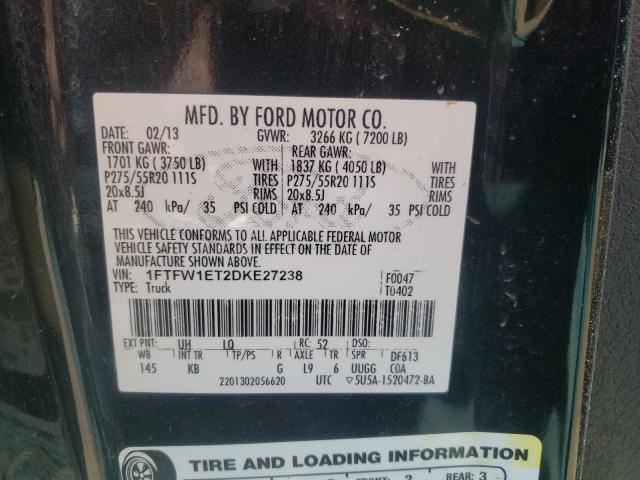 MFD. BY FORD MOTOR CO.
DATE: 02/13 GVWR: 3266 KG ( 7200 LB)
FRONT GAWR: REAR GAWR:
1701 KG ( 3750 LB) WITH 1837 KG ( 4050 LB) WITH
P275/55R20 111S TIRES P275/55R20 111S TIRES
20x8.5J RIMS 20x8.5J RIMS
AT 240 kPa/ 35 PSI COLD AT 240 kPa/ 35 PSI COLD
THIS VEHICLE CONFORMS TO ALL APPLICABLE FEDERAL MOTOR
VEHICLE SAFETY STANDARDS IN EFFECT ON THE DATE OF
MANUFACTURE SHOWN ABOVE.
VIN: 1FTFW1ET2DKE27238 F0047
TYPE: Truck T0402
EXT PNT: UH LQ RC: 52 DSO:
WB INT TR TP/PS R AXLE TR SPR DF613
145 KB G L9 6 UUGG COA
2201302056620 UTC ▽5U5A-1520472-BA
TIRE AND LOADING INFORMATION
FRONT: 2 REAR: 3